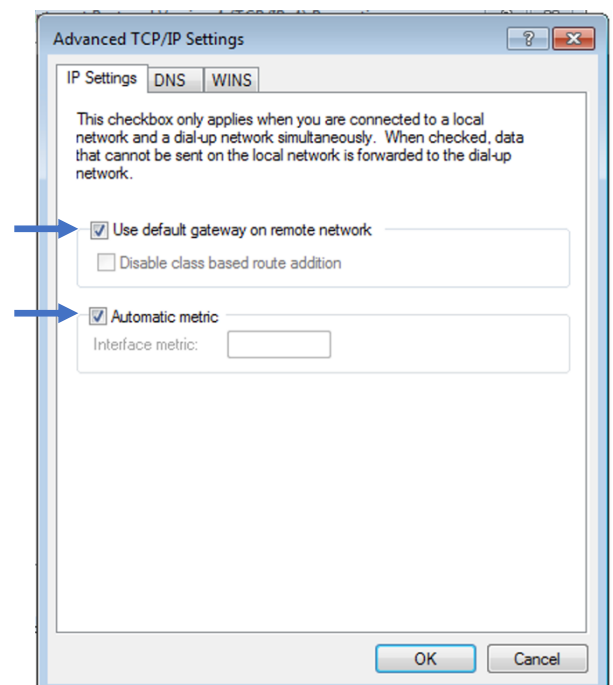 Advanced TCP/IP Settings
IP Settings DNS WINS
This checkbox only applies when you are connected to a local
network and a dial-up network simultaneously. When checked, data
that cannot be sent on the local network is forwarded to the dial-up
network.
Use default gateway on remote network
Disable class based route addition
Automatic metric
Interface metric:
OK Cancel